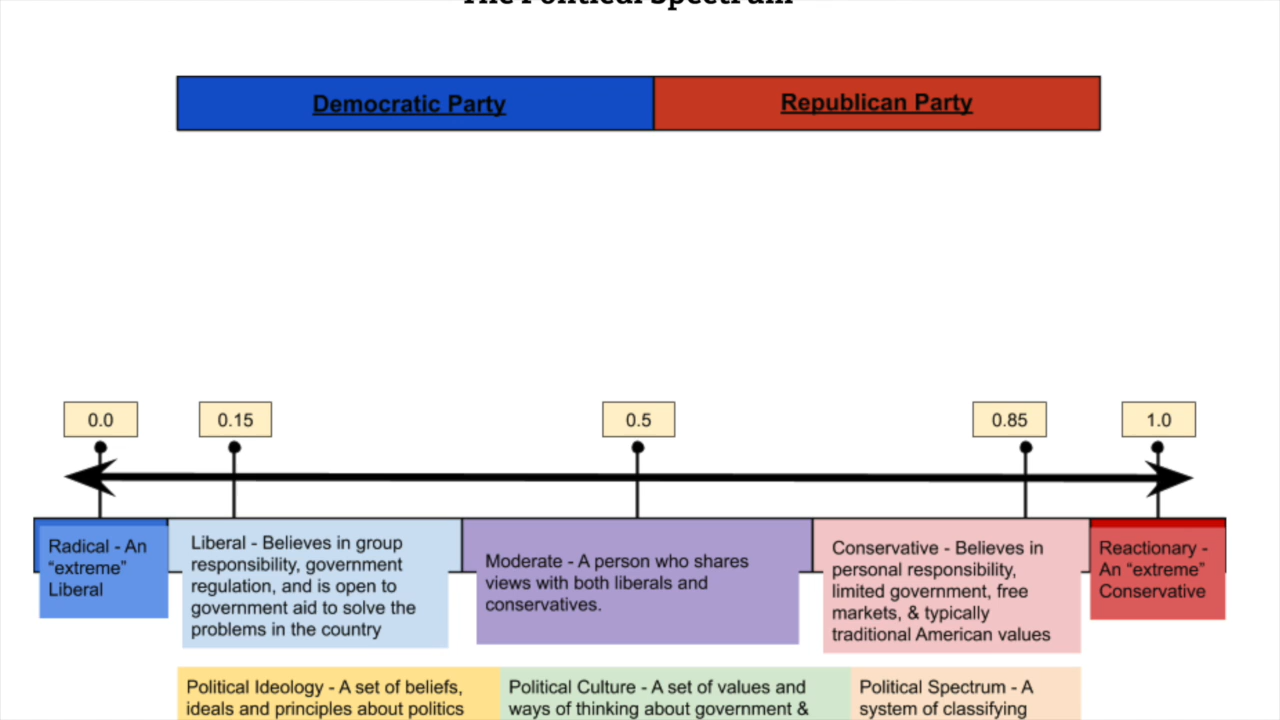 The Political Spectrum
Democratic Party
Republican Party
0.0
0.15
0.5
0.85
1.0
Radical - An
“extreme”
Liberal
Liberal - Believes in group
responsibility, government
regulation, and is open to
government aid to solve the
problems in the country
Moderate - A person who shares
views with both liberals and
conservatives.
Conservative - Believes in
personal responsibility,
limited government, free
markets, & typically
traditional American values
Reactionary -
An “extreme”
Conservative
Political Ideology - A set of beliefs,
ideals and principles about politics
Political Culture - A set of values and
ways of thinking about government &
Political Spectrum - A
system of classifying